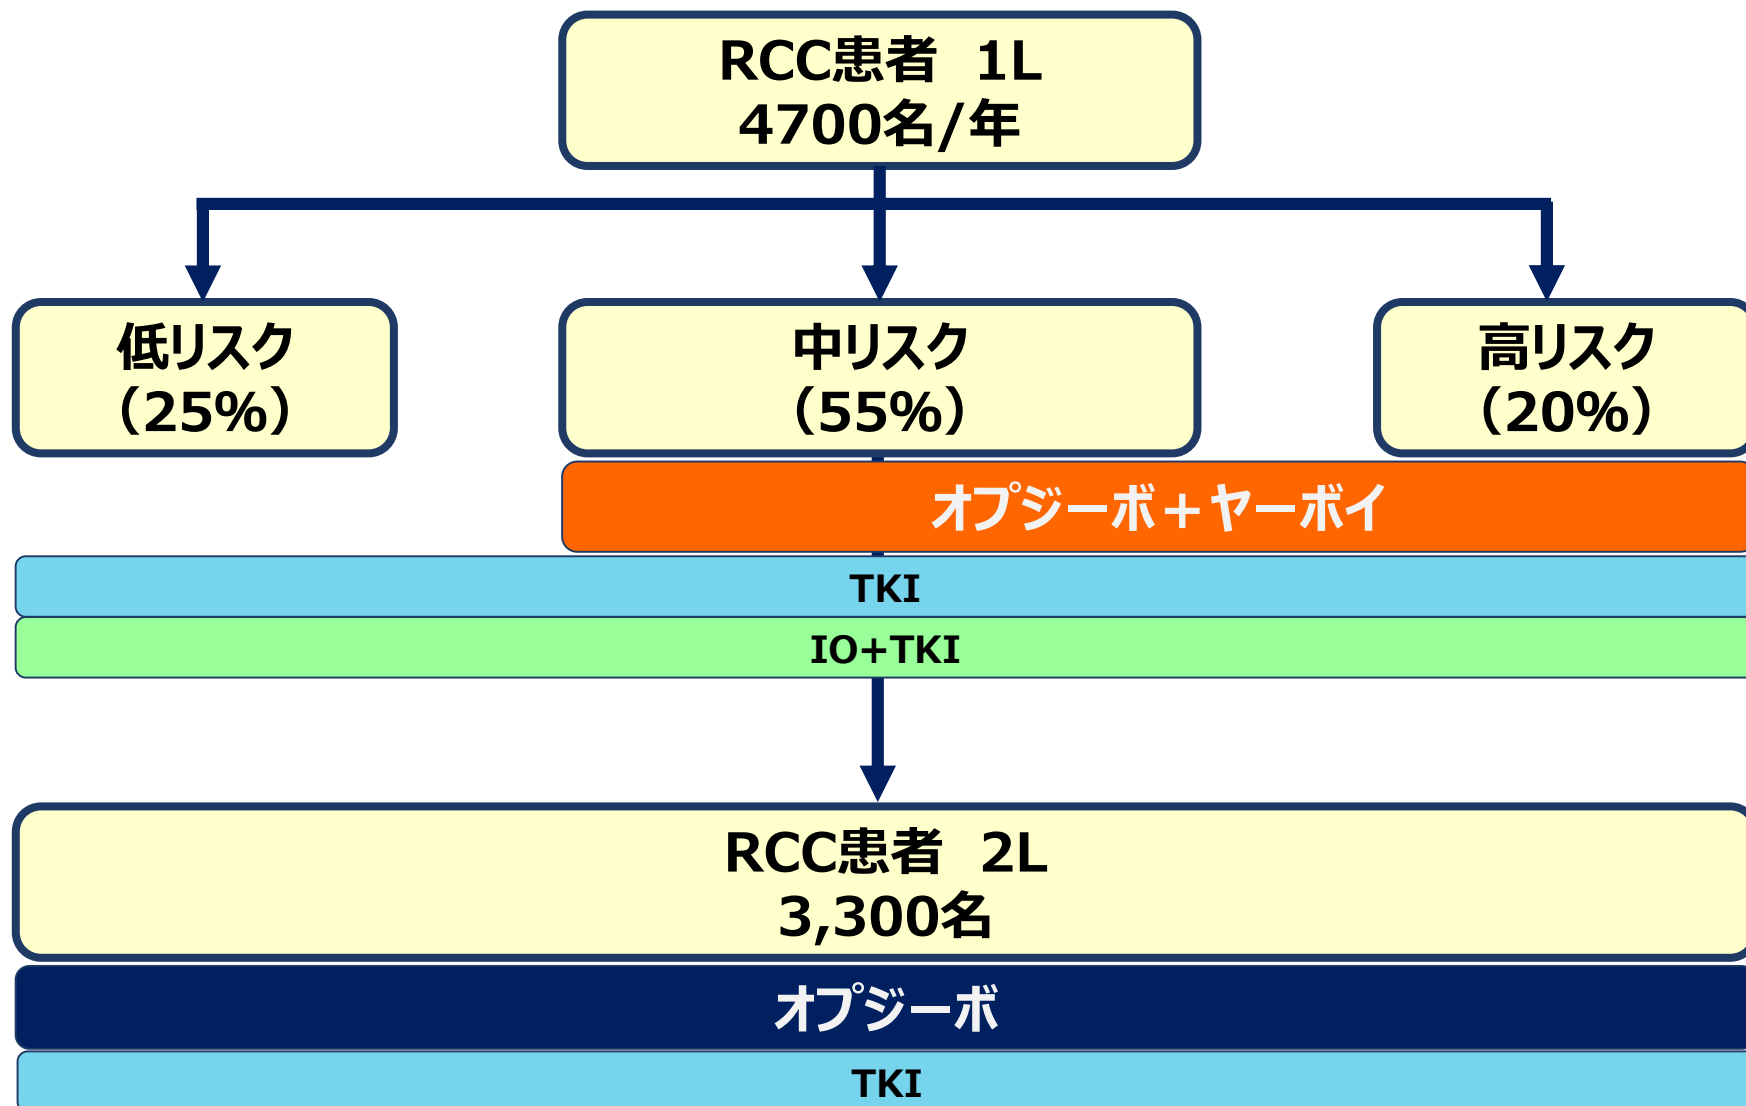 RCC患者　1L
4700名/年
低リスク
（25%）
中リスク
（55%）
高リスク
（20%）
オプジーボ＋ヤーボイ
TKI
IO+TKI
RCC患者　2L
3,300名
オプジーボ
TKI